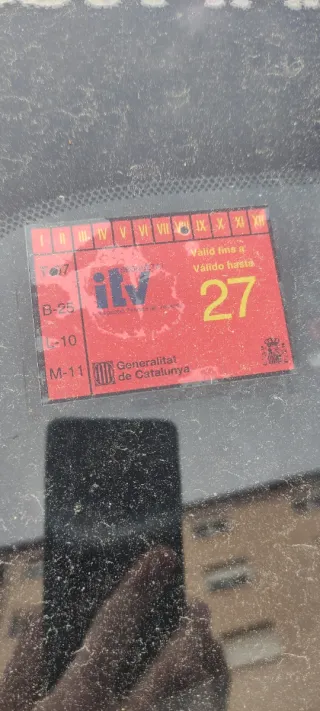 I II III IV V VI VII VIII IX X XI XII
Vàlid fins a
Válido hasta
27
itv
B-25
-10
M-11
Generalitat
de Catalunya